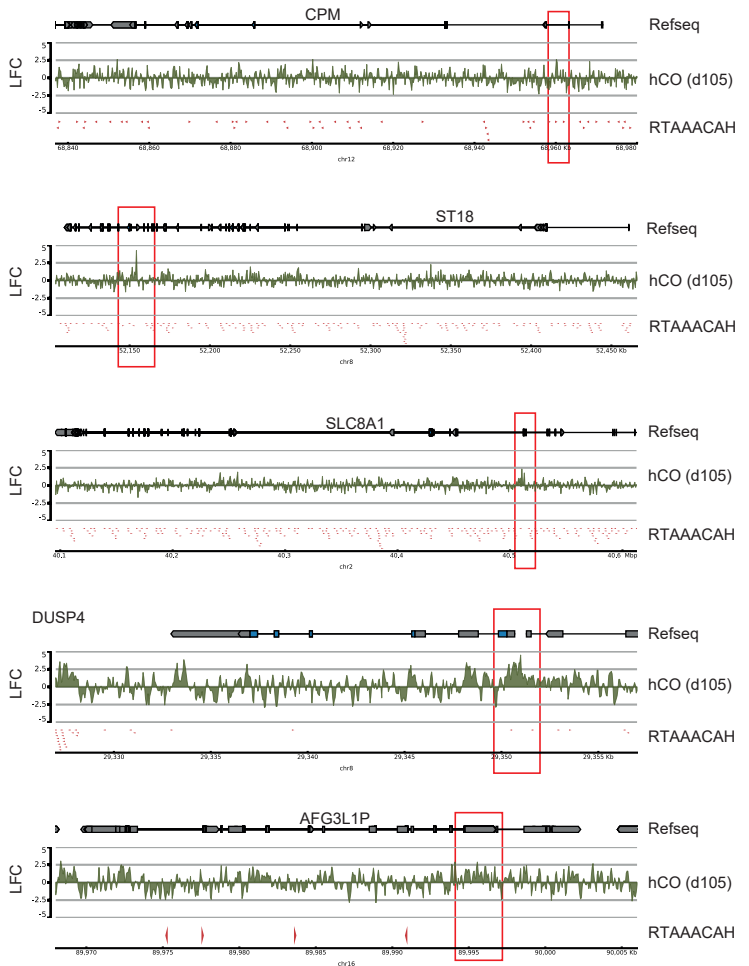 CPM
Refseq
LFC
5
2.5
0
-2.5
-5
hCO (d105)
RTAAACAH
68,840 68,860 68,880 68,900 68,920 68,940 68,960 Kb 68,980
chr12
ST18
Refseq
LFC
5
2.5
0
-2.5
-5
hCO (d105)
RTAAACAH
52,150 52,200 52,250 52,300 52,350 52,400 52,450 Kb
chr8
SLC8A1
Refseq
LFC
5
2.5
0
-2.5
-5
hCO (d105)
RTAAACAH
40,1 40,2 40,3 40,4 40,5 40,6 Mbp
chr2
DUSP4
Refseq
LFC
5
2.5
0
-2.5
-5
hCO (d105)
RTAAACAH
29,330 29,335 29,340 29,345 29,350 29,355 Kb
chr8
AFG3L1P
Refseq
LFC
5
2.5
0
-2.5
-5
hCO (d105)
RTAAACAH
89,970 89,975 89,980 89,985 89,990 89,995 90,000 90,005 Kb
chr16